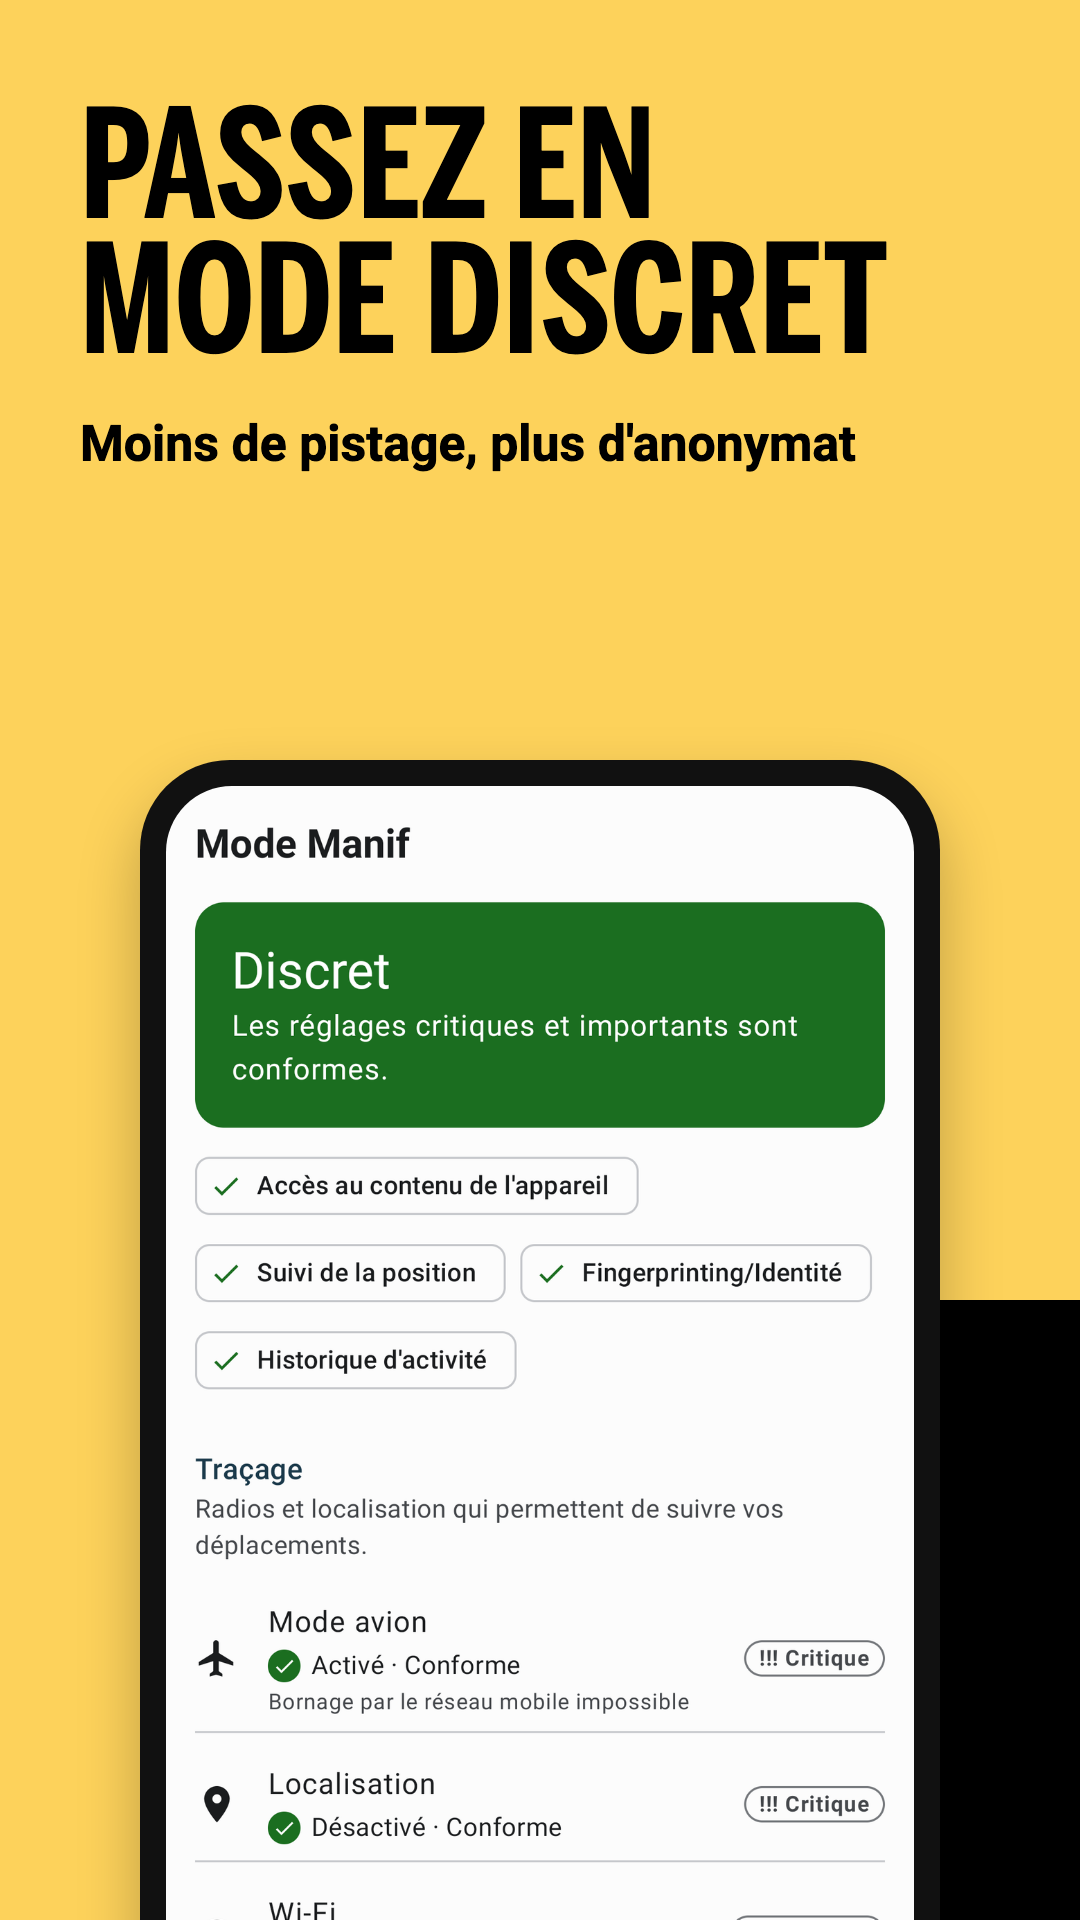 PASSEZ EN
MODE DISCRET
Moins de pistage, plus d'anonymat
Mode Manif
Discret
Les réglages critiques et importants sont
conformes.
Accès au contenu de l'appareil
Suivi de la position
Fingerprinting/Identité
Historique d'activité
Traçage
Radios et localisation qui permettent de suivre vos
déplacements.
Mode avion
!!! Critique
Activé · Conforme
Bornage par le réseau mobile impossible
Localisation
!!! Critique
Désactivé · Conforme
Wi-Fi